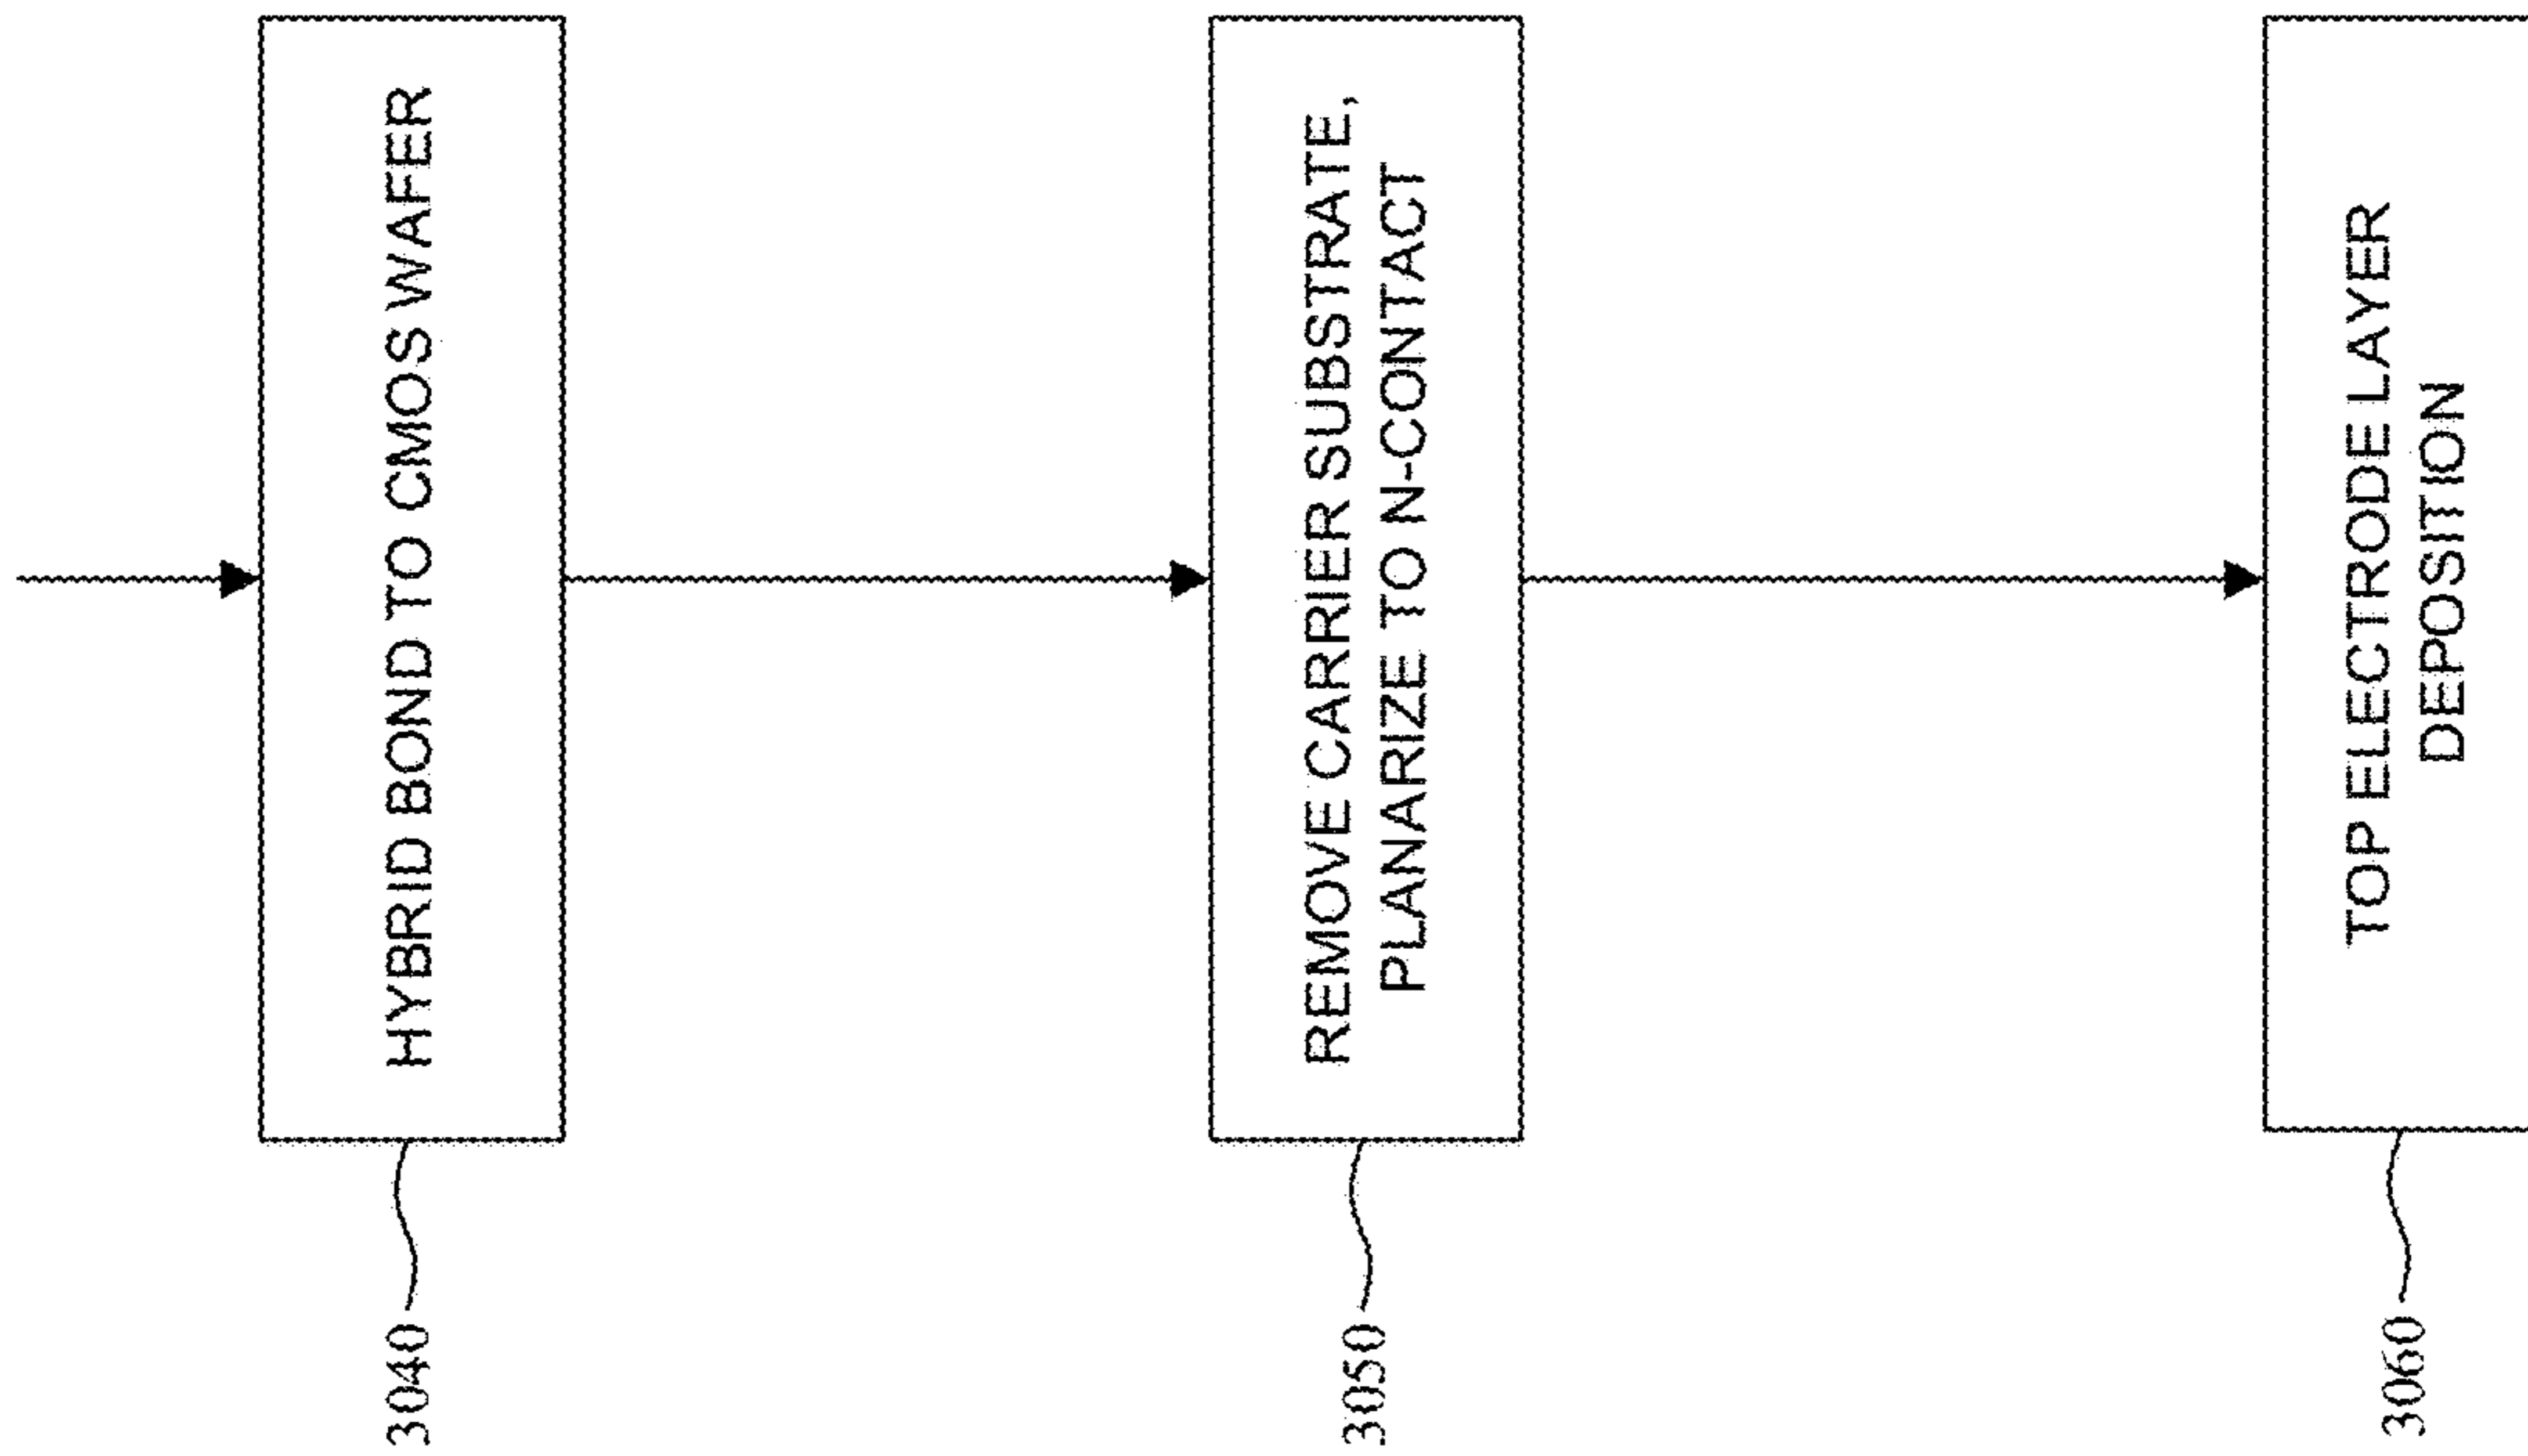 3040
HYBRID BOND TO CMOS WAFER
3050
REMOVE CARRIER SUBSTRATE,
PLANARIZE TO N-CONTACT
3060
TOP ELECTRODE LAYER
DEPOSITION